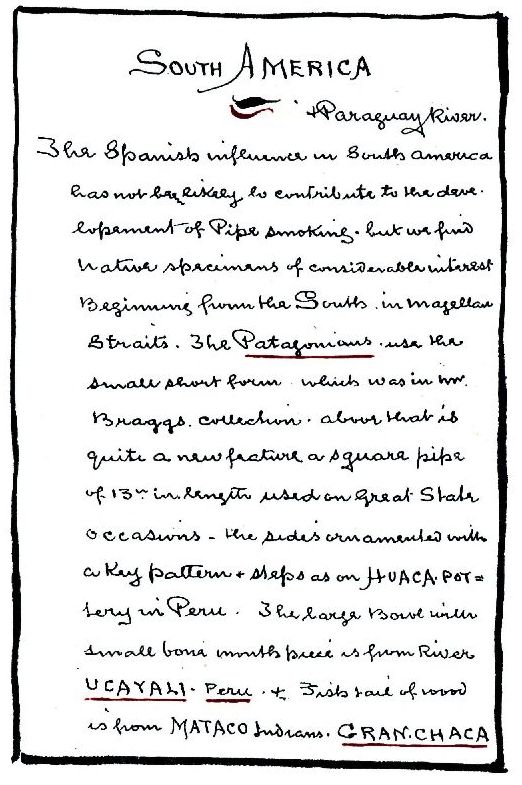 SOUTH AMERICA
+ Paraguay River.
The Spanish influence in South america
has not likely to contribute to the deve-
lopement of Pipe smoking. but we find
native specimens of considerable interest
Beginning from the South. in Magellan
Straits. The Patagonians. use the
small short form which was in Mr.
Braggs. collection. above that is
quite a new feature a square pipe
of 13 in. length used on Great State
occasions - the sides ornamented with
a Key pattern + steps as on HUACA. POT=
tery in Peru. The large Bowl with
small bone mouth piece is from River
UCAYALI. Peru. + Fish tail of wood
is from MATACO Indians. GRAN. CHACA